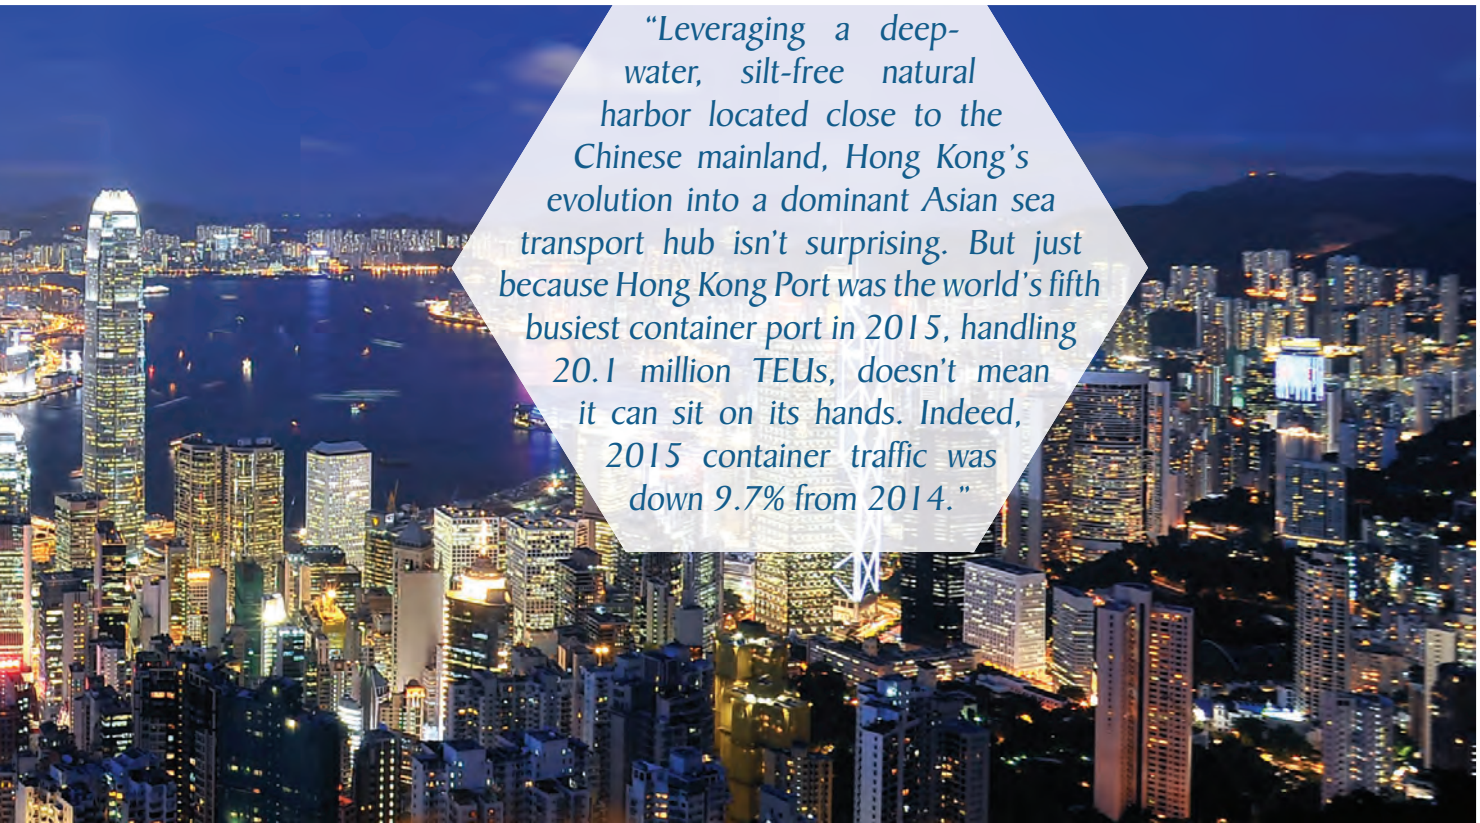 “Leveraging a deep-
water, silt-free natural
harbor located close to the
Chinese mainland, Hong Kong’s
evolution into a dominant Asian sea
transport hub isn’t surprising. But just
because Hong Kong Port was the world’s fifth
busiest container port in 2015, handling
20.1 million TEUs, doesn’t mean
it can sit on its hands. Indeed,
2015 container traffic was
down 9.7% from 2014.”